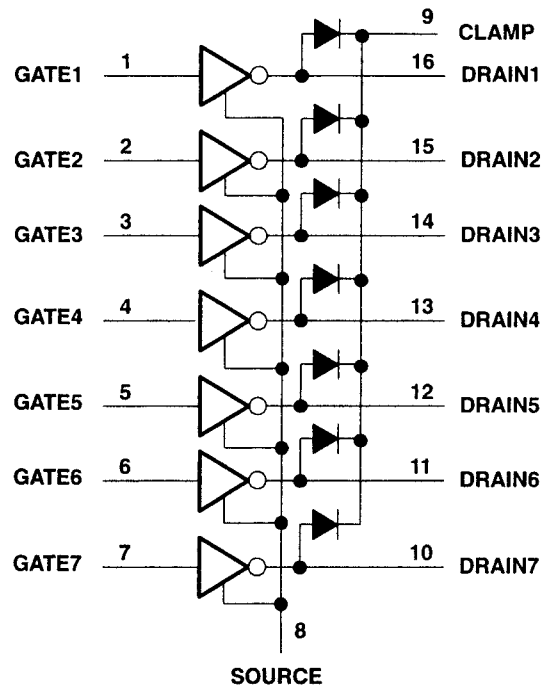 9 CLAMP
GATE1 1 16 DRAIN1
GATE2 2 15 DRAIN2
GATE3 3 14 DRAIN3
GATE4 4 13 DRAIN4
GATE5 5 12 DRAIN5
GATE6 6 11 DRAIN6
GATE7 7 10 DRAIN7
8
SOURCE